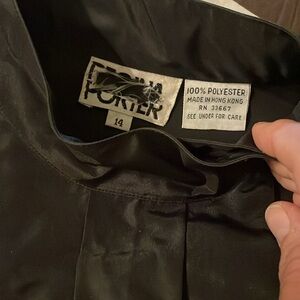 PORTER
14
100% POLYESTER
MADE IN HONG KONG
RN 33667
SEE UNDER FOR CARE